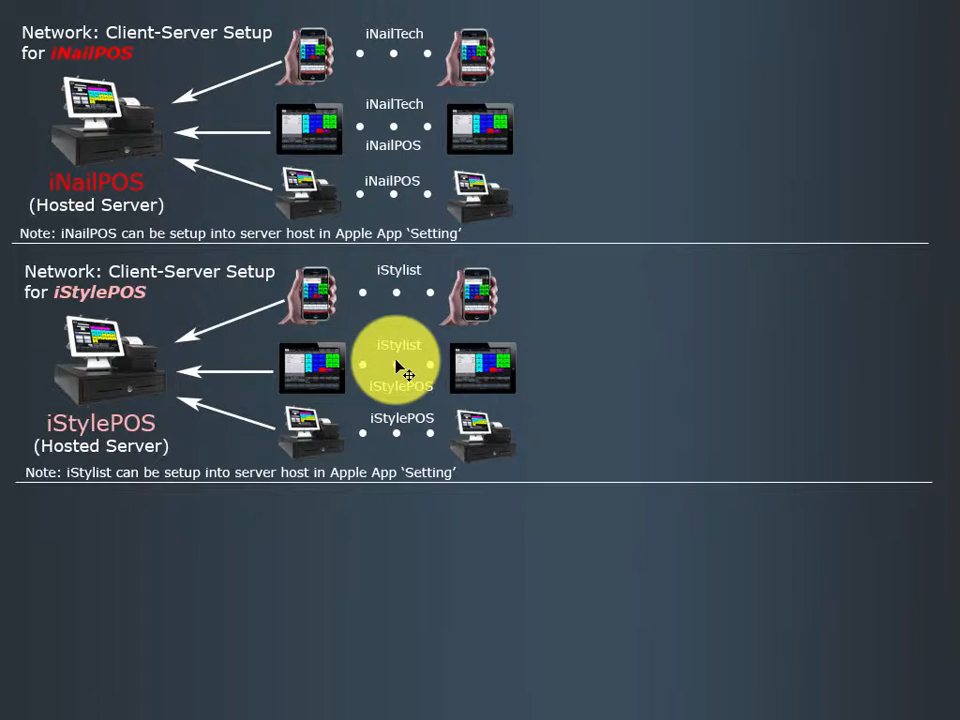 Network: Client-Server Setup
for iNailPOS
iNailTech
iNailTech
iNailPOS
iNailPOS
iNailPOS
(Hosted Server)
Note: iNailPOS can be setup into server host in Apple App ‘Setting’
Network: Client-Server Setup
for iStylePOS
iStylist
iStylist
iStylePOS
iStylePOS
iStylePOS
(Hosted Server)
Note: iStylist can be setup into server host in Apple App ‘Setting’